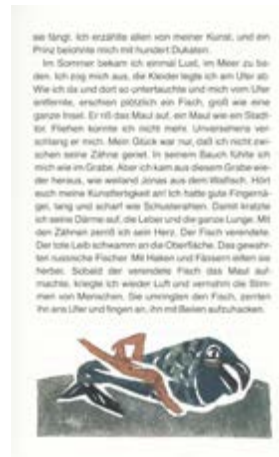 sie fängt. Ich erzählte allen von meiner Kunst, und ein
Prinz belohnte mich mit hundert Dukaten.
Im Sommer bekam ich einmal Lust, im Meer zu ba-
den. Ich zog mich aus, die Kleider legte ich am Ufer ab.
Wie ich da und dort so untertauchte und mich vom Ufer
entfernte, erschien plötzlich ein Fisch, groß wie eine
ganze Insel. Er riß das Maul auf, ein Maul wie ein Stadt-
tor. Fliehen konnte ich nicht mehr. Unversehens ver-
schlang er mich. Mein Glück war nur, daß ich nicht zwi-
schen seine Zähne geriet. In seinem Bauch fühlte ich
mich wie im Grabe. Aber ich kam aus diesem Grabe wie-
der heraus, wie weiland Jonas aus dem Walfisch. Hört
euch meine Kunstfertigkeit an! Ich hatte gute Fingernä-
gel, lang und scharf wie Schusterahlen. Damit kratzte
ich seine Därme auf, die Leber und die ganze Lunge. Mit
den Zähnen zerriß ich sein Herz. Der Fisch verendete.
Der tote Leib schwamm an die Oberfläche. Das gewahr-
ten russische Fischer. Mit Haken und Fässern eilten sie
herbei. Sobald der verendete Fisch das Maul auf-
machte, kriegte ich wieder Luft und vernahm die Stim-
men von Menschen. Sie umringten den Fisch, zerrten
ihn ans Ufer und fingen an, ihn mit Beilen aufzuhacken.